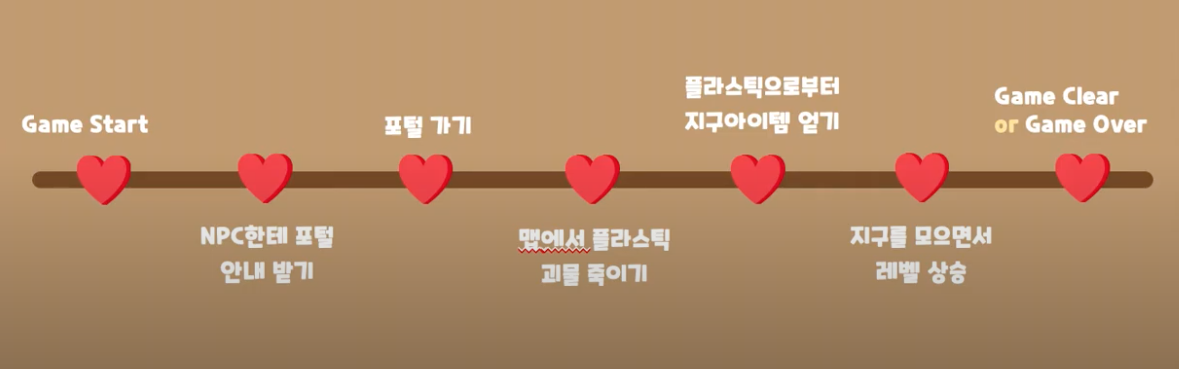 Game Start
NPC한테 포털
안내 받기
포털 가기
맵에서 플라스틱
괴물 죽이기
플라스틱으로부터
지구아이템 얻기
지구를 모으면서
레벨 상승
Game Clear
or Game Over